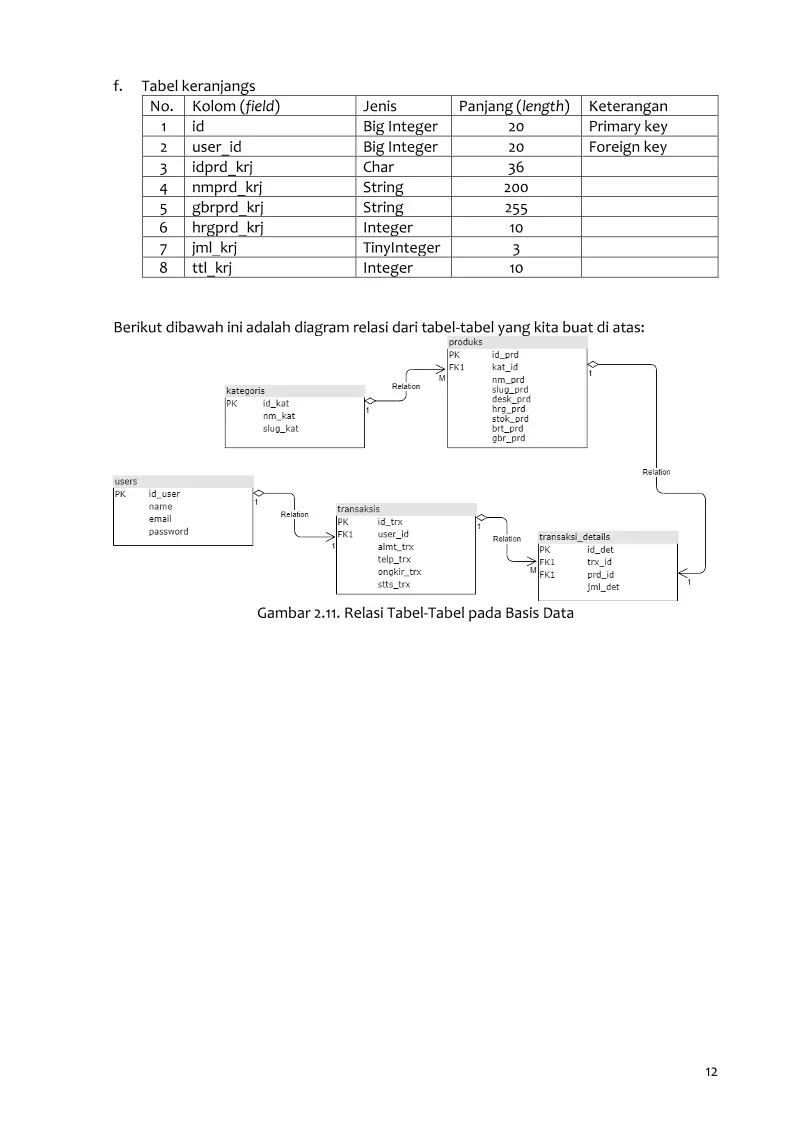 f. Tabel keranjangs
No. Kolom (field) Jenis Panjang (length) Keterangan
1 id Big Integer 20 Primary key
2 user_id Big Integer 20 Foreign key
3 idprd_krj Char 36
4 nmprd_krj String 200
5 gbrprd_krj String 255
6 hrgprd_krj Integer 10
7 jml_krj TinyInteger 3
8 ttl_krj Integer 10
Berikut dibawah ini adalah diagram relasi dari tabel-tabel yang kita buat di atas:
produks
PK id_prd
FK1 kat_id
nm_prd
slug_prd
desk_prd
hrg_prd
stok_prd
brt_prd
gbr_prd
1
M
Relation
kategoris
PK id_kat
nm_kat
slug_kat
1
Relation
users
PK id_user
name
email
password
1
Relation
1
transaksis
PK id_trx
FK1 user_id
almt_trx
telp_trx
ongkir_trx
stts_trx
1
Relation
M
transaksi_details
PK id_det
FK1 trx_id
FK1 prd_id
jml_det
1
Gambar 2.11. Relasi Tabel-Tabel pada Basis Data
12